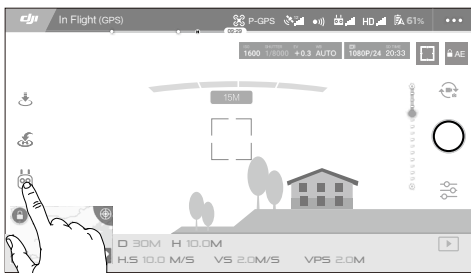 dji In Flight (GPS) P-GPS HD 61%
09:29
ISO SHUTTER EV WB
1600 1/8000 +0.3 AUTO 1080P/24 20:33 AE
15M
D 30M H 10.0M
H.S 10.0 M/S VS 2.0M/S VPS 2.0M